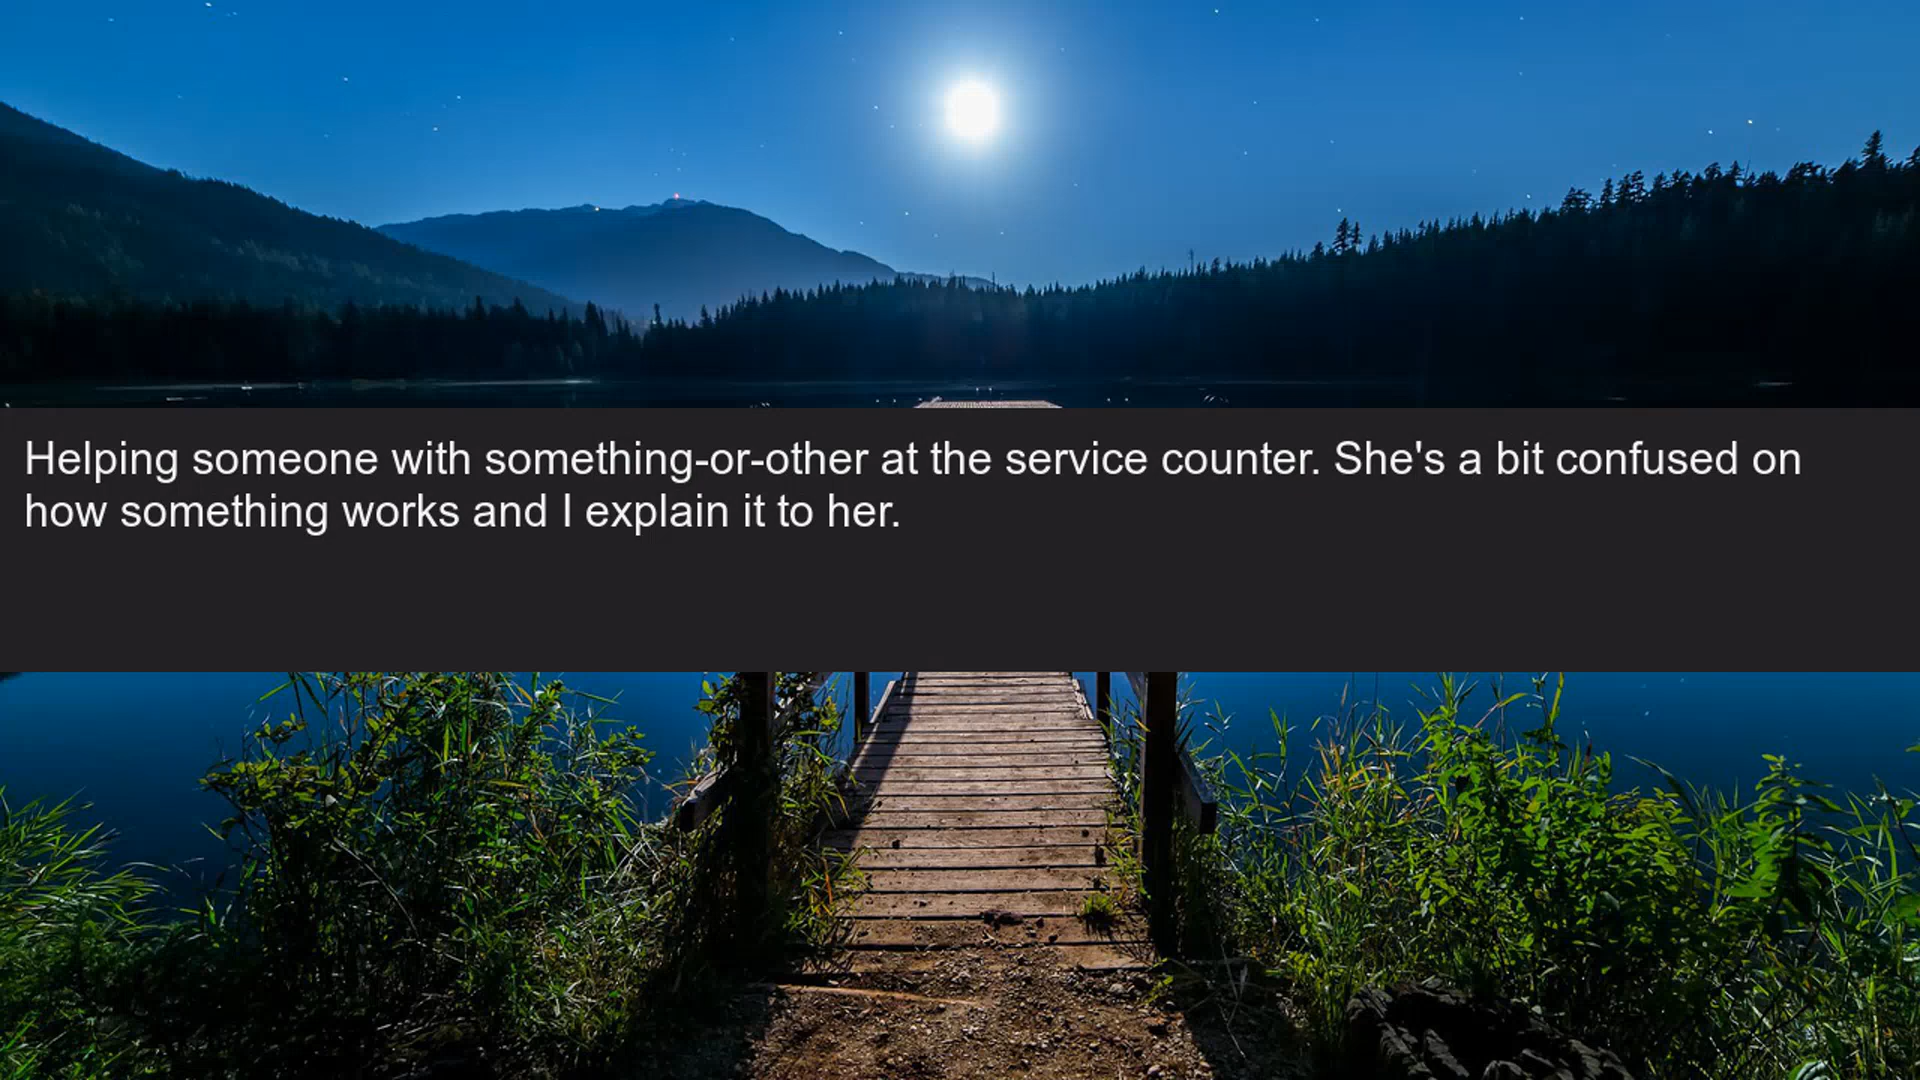 Helping someone with something-or-other at the service counter. She's a bit confused on
how something works and I explain it to her.